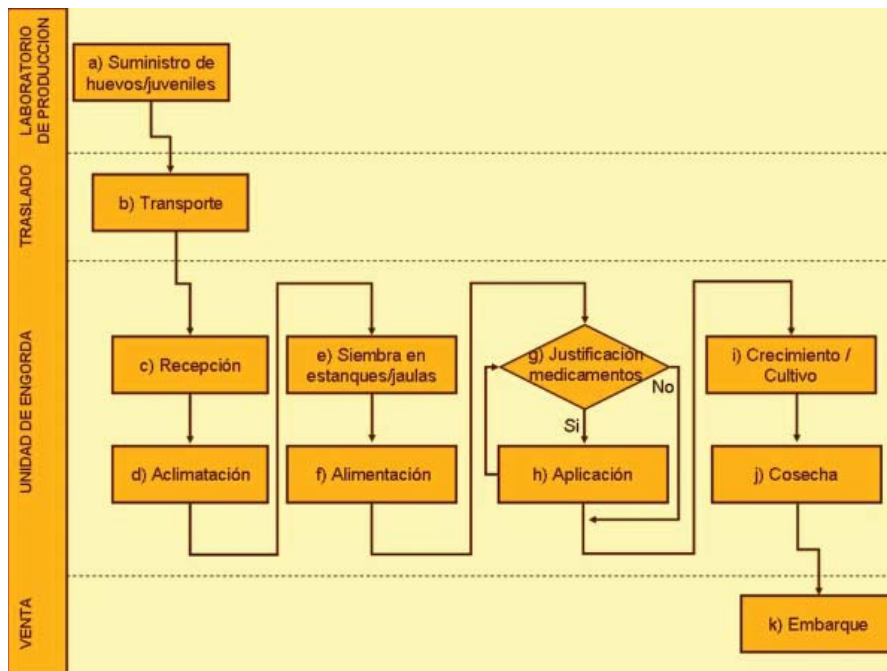 LABORATORIO
DE PRODUCCION
a) Suministro de
huevos/juveniles
TRASLADO
b) Transporte
UNIDAD DE ENGORDA
c) Recepción
d) Aclimatación
e) Siembra en
estanques/jaulas
f) Alimentación
g) Justificación
medicamentos
No
Si
h) Aplicación
i) Crecimiento /
Cultivo
j) Cosecha
VENTA
k) Embarque